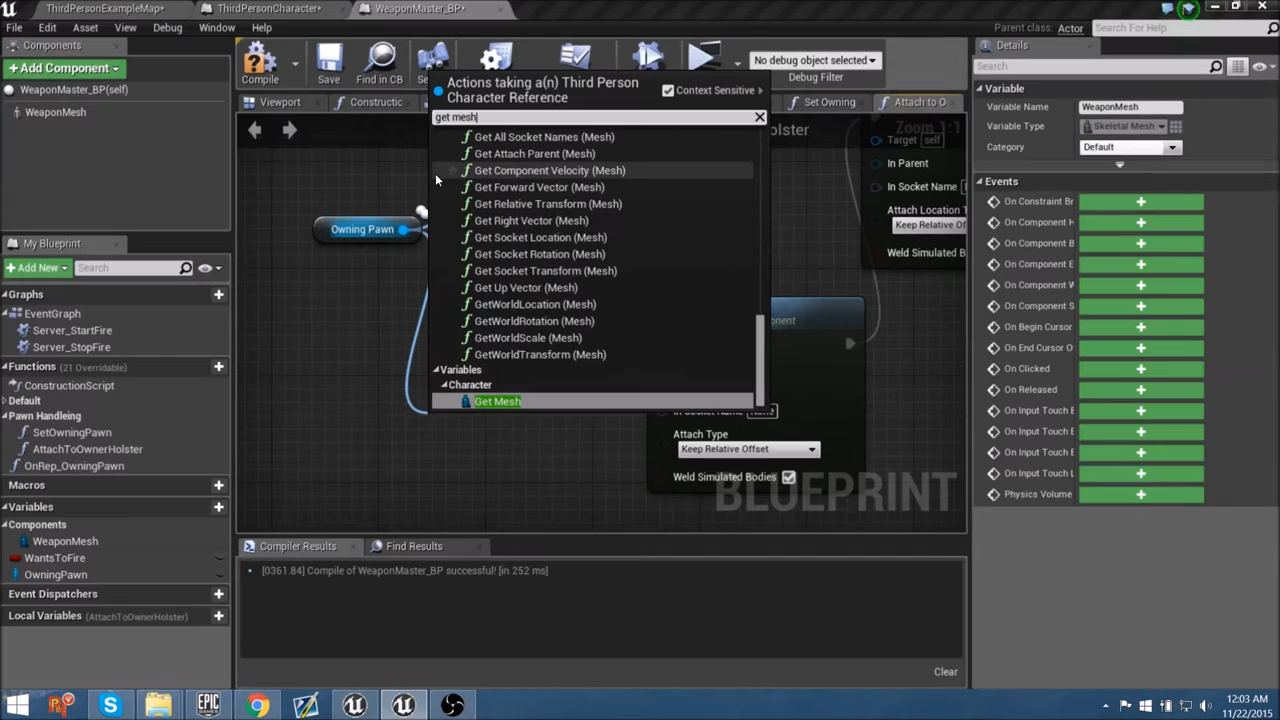 ThirdPersonExampleMap*
ThirdPersonCharacter*
WeaponMaster_BP*
File Edit Asset View Debug Window Help
Parent class: Actor
Search For Help
Components
+ Add Component
WeaponMaster_BP(self)
WeaponMesh
Compile
Save
Find in CB
No debug object selected
Debug Filter
Viewport
Constructic
Set Owning
Attach to O
olster
Zoom 1:1
Actions taking a(n) Third Person
Character Reference
Context Sensitive
get mesh
Get All Socket Names (Mesh)
Get Attach Parent (Mesh)
Get Component Velocity (Mesh)
Get Forward Vector (Mesh)
Get Relative Transform (Mesh)
Get Right Vector (Mesh)
Get Socket Location (Mesh)
Get Socket Rotation (Mesh)
Get Socket Transform (Mesh)
Get Up Vector (Mesh)
GetWorldLocation (Mesh)
GetWorldRotation (Mesh)
GetWorldScale (Mesh)
GetWorldTransform (Mesh)
Variables
Character
Get Mesh
Owning Pawn
Target self
In Parent
In Socket Name
Attach Location T
Keep Relative Of
Weld Simulated B
ponent
In Socket Name None
Attach Type
Keep Relative Offset
Weld Simulated Bodies
BLUEPRINT
My Blueprint
+ Add New
Search
Graphs
EventGraph
Server_StartFire
Server_StopFire
Functions (21 Overridable)
ConstructionScript
Default
Pawn Handleing
SetOwningPawn
AttachToOwnerHolster
OnRep_OwningPawn
Macros
Variables
Components
WeaponMesh
WantsToFire
OwningPawn
Event Dispatchers
Local Variables (AttachToOwnerHolster)
Compiler Results
Find Results
[0361.84] Compile of WeaponMaster_BP successful! [in 252 ms]
Clear
Details
Search
Variable
Variable Name WeaponMesh
Variable Type Skeletal Mesh
Category Default
Events
On Constraint Br
On Component H
On Component B
On Component E
On Component W
On Component S
On Begin Cursor
On End Cursor O
On Clicked
On Released
On Input Touch B
On Input Touch E
On Input Touch E
On Input Touch L
Physics Volume
12:03 AM
11/22/2015